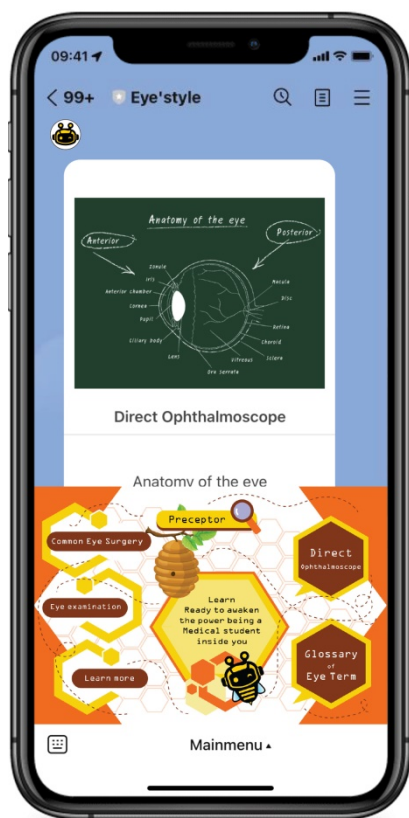 09:41
99+ Eye'style
Anatomy of the eye
Anterior
Posterior
Zonule
Iris
Anterior chamber
Cornea
Pupil
Ciliary body
Lens
Ora serrata
Macula
Disc
Retina
Choroid
Sclera
Vitreous
Direct Ophthalmoscope
Anatomy of the eye
Preceptor
Common Eye Surgery
Eye examination
Learn more
Learn
Ready to awaken
the power being a
Medical student
inside you
Direct
Ophthalmoscope
Glossary
of
Eye Term
Mainmenu